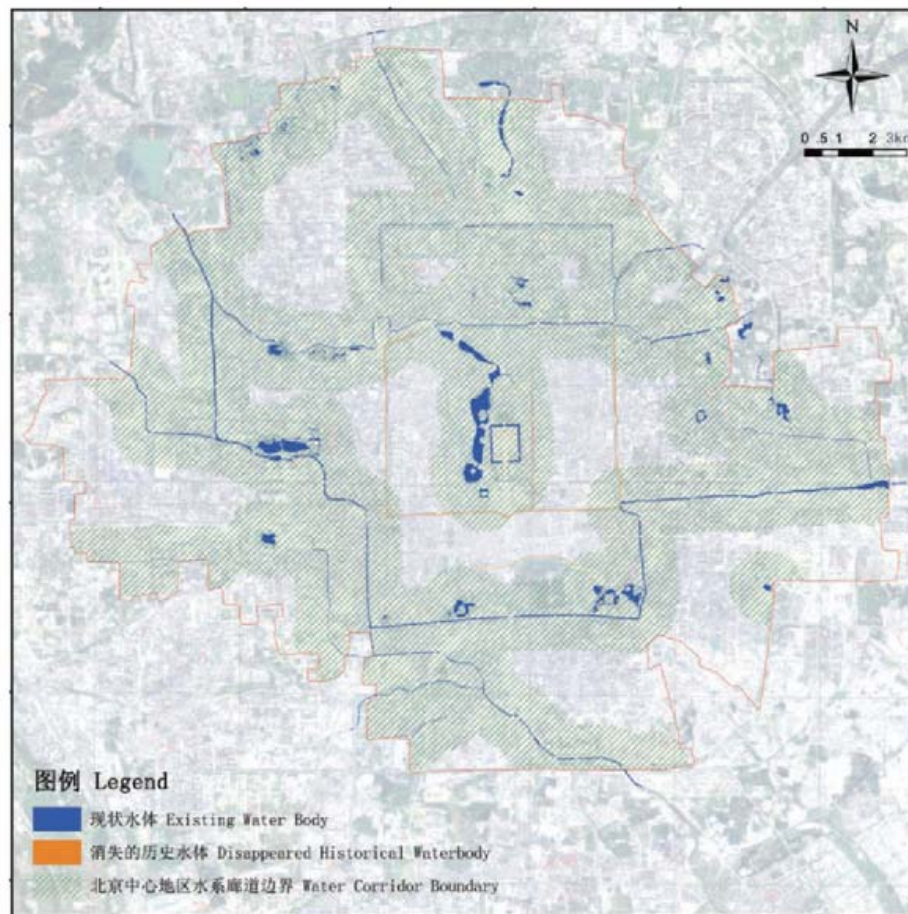 N
0 .5 1 2 3km
图例 Legend
现状水体 Existing Water Body
消失的历史水体 Disappeared Historical Waterbody
北京中心地区水系廊道边界 Water Corridor Boundary